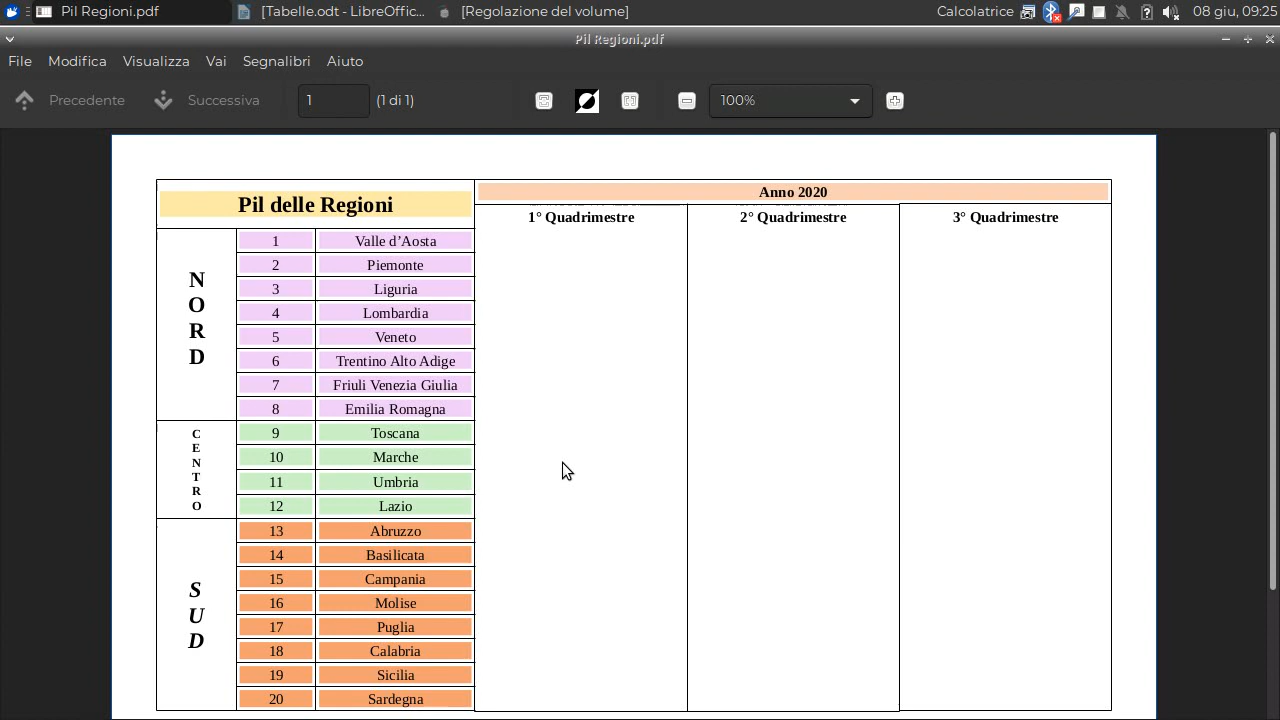 Pil Regioni.pdf
[Tabelle.odt - LibreOffic...
[Regolazione del volume]
Calcolatrice
08 giu, 09:25
Pil Regioni.pdf
File Modifica Visualizza Vai Segnalibri Aiuto
Precedente Successiva 1 (1 di 1) 100%
Pil delle Regioni
Anno 2020
1° Quadrimestre 2° Quadrimestre 3° Quadrimestre
NORD
1 Valle d’Aosta
2 Piemonte
3 Liguria
4 Lombardia
5 Veneto
6 Trentino Alto Adige
7 Friuli Venezia Giulia
8 Emilia Romagna
CENTRO
9 Toscana
10 Marche
11 Umbria
12 Lazio
SUD
13 Abruzzo
14 Basilicata
15 Campania
16 Molise
17 Puglia
18 Calabria
19 Sicilia
20 Sardegna